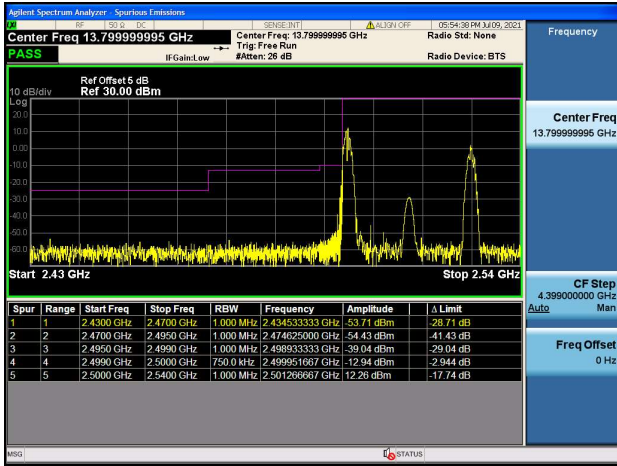 Agilent Spectrum Analyzer - Spurious Emissions
RF 50 Ω DC SENSE:INT ALIGN OFF 05:54:38 PM Jul 09, 2021
Center Freq 13.799999995 GHz Center Freq: 13.799999995 GHz Radio Std: None
Trig: Free Run
PASS IFGain:Low #Atten: 26 dB Radio Device: BTS
Ref Offset 5 dB
10 dB/div Ref 30.00 dBm
Log
20.0
10.0
0.00
-10.0
-20.0
-30.0
-40.0
-50.0
-60.0
Start 2.43 GHz Stop 2.54 GHz
Spur Range Start Freq Stop Freq RBW Frequency Amplitude Δ Limit
1 1 2.4300 GHz 2.4700 GHz 1.000 MHz 2.434533333 GHz -53.71 dBm -28.71 dB
2 2 2.4700 GHz 2.4950 GHz 1.000 MHz 2.474625000 GHz -54.43 dBm -41.43 dB
3 3 2.4950 GHz 2.4990 GHz 1.000 MHz 2.498933333 GHz -39.04 dBm -29.04 dB
4 4 2.4990 GHz 2.5000 GHz 750.0 kHz 2.499951667 GHz -12.94 dBm -2.944 dB
5 5 2.5000 GHz 2.5400 GHz 1.000 MHz 2.501266667 GHz 12.26 dBm -17.74 dB
MSG STATUS
Frequency
Center Freq
13.799999995 GHz
CF Step
4.399000000 GHz
Auto Man
Freq Offset
0 Hz